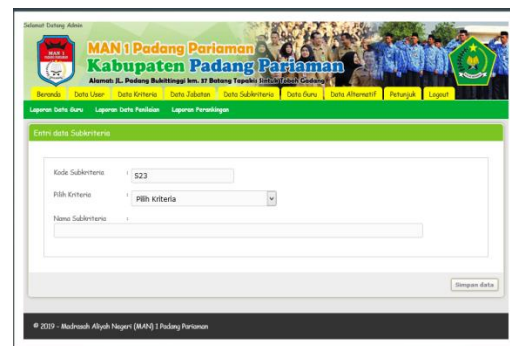 Selamat Datang Admin
MAN 1
MAN 1 Padang Pariaman
Kabupaten Padang Pariaman
Alamat: JL. Padang Bukittinggi km. 37 Batang Tapakis Sintuk Toboh Gadang
Beranda Data User Data Kriteria Data Jabatan Data Subkriteria Data Guru Data Alternatif Petunjuk Logout
Laporan Data Guru Laporan Data Penilaian Laporan Perankingan
Entri data Subkriteria
Kode Subkriteria : S23
Pilih Kriteria : Pilih Kriteria
Nama Subkriteria :
Simpan data
© 2019 - Madrasah Aliyah Negeri (MAN) 1 Padang Pariaman